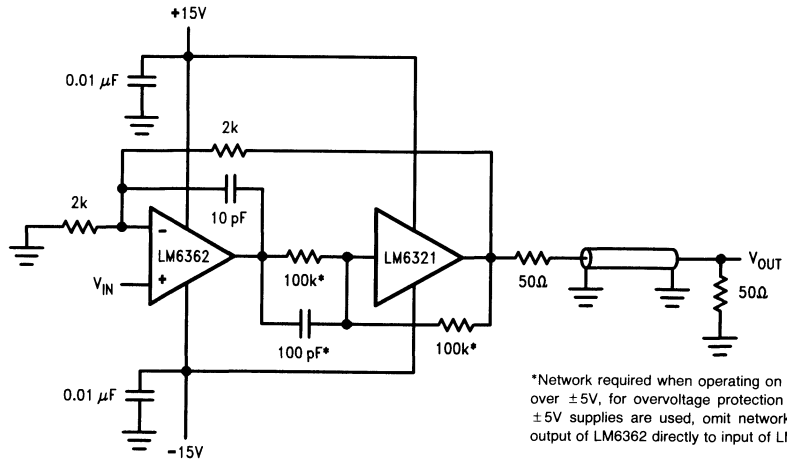 +15V
0.01 μF
2k
2k
10 pF
-
LM6362
+
V_IN
100k*
100 pF*
LM6321
100k*
50Ω
V_OUT
50Ω
0.01 μF
-15V
*Network required when operating on
over ±5V, for overvoltage protection
±5V supplies are used, omit network
output of LM6362 directly to input of